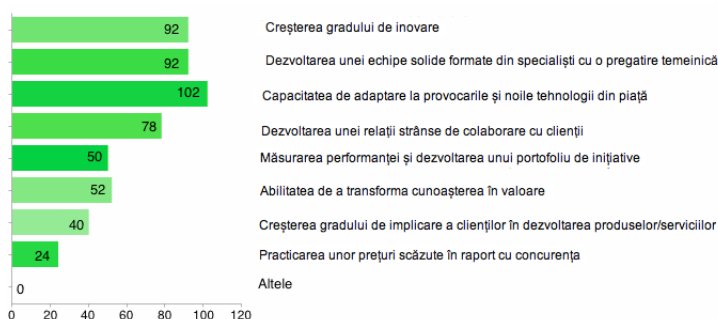 92 Creșterea gradului de inovare
92 Dezvoltarea unei echipe solide formate din specialiști cu o pregatire temeinică
102 Capacitatea de adaptare la provocarile și noile tehnologii din piață
78 Dezvoltarea unei relații strânse de colaborare cu clienții
50 Măsurarea performanței și dezvoltarea unui portofoliu de inițiative
52 Abilitatea de a transforma cunoașterea în valoare
40 Creșterea gradului de implicare a clienților în dezvoltarea produselor/serviciilor
24 Practicarea unor prețuri scăzute în raport cu concurența
0 Altele
0 20 40 60 80 100 120